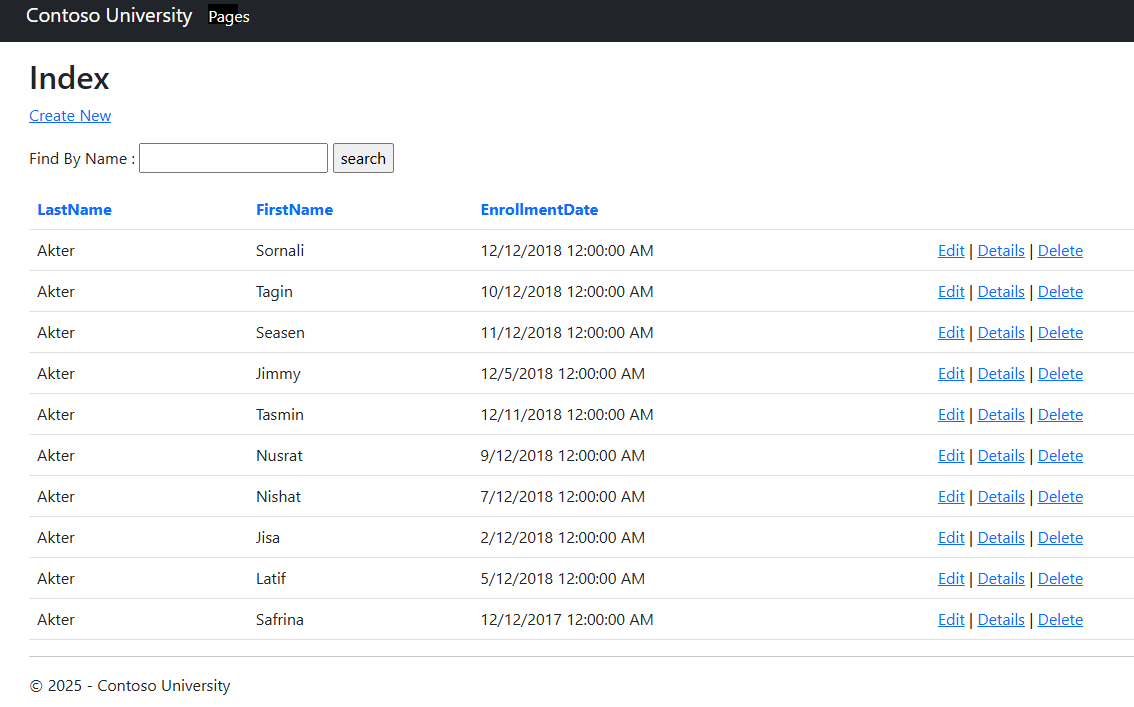 Contoso University Pages
Index
Create New
Find By Name : search
LastName FirstName EnrollmentDate
Akter Sornali 12/12/2018 12:00:00 AM Edit | Details | Delete
Akter Tagin 10/12/2018 12:00:00 AM Edit | Details | Delete
Akter Seasen 11/12/2018 12:00:00 AM Edit | Details | Delete
Akter Jimmy 12/5/2018 12:00:00 AM Edit | Details | Delete
Akter Tasmin 12/11/2018 12:00:00 AM Edit | Details | Delete
Akter Nusrat 9/12/2018 12:00:00 AM Edit | Details | Delete
Akter Nishat 7/12/2018 12:00:00 AM Edit | Details | Delete
Akter Jisa 2/12/2018 12:00:00 AM Edit | Details | Delete
Akter Latif 5/12/2018 12:00:00 AM Edit | Details | Delete
Akter Safrina 12/12/2017 12:00:00 AM Edit | Details | Delete
© 2025 - Contoso University